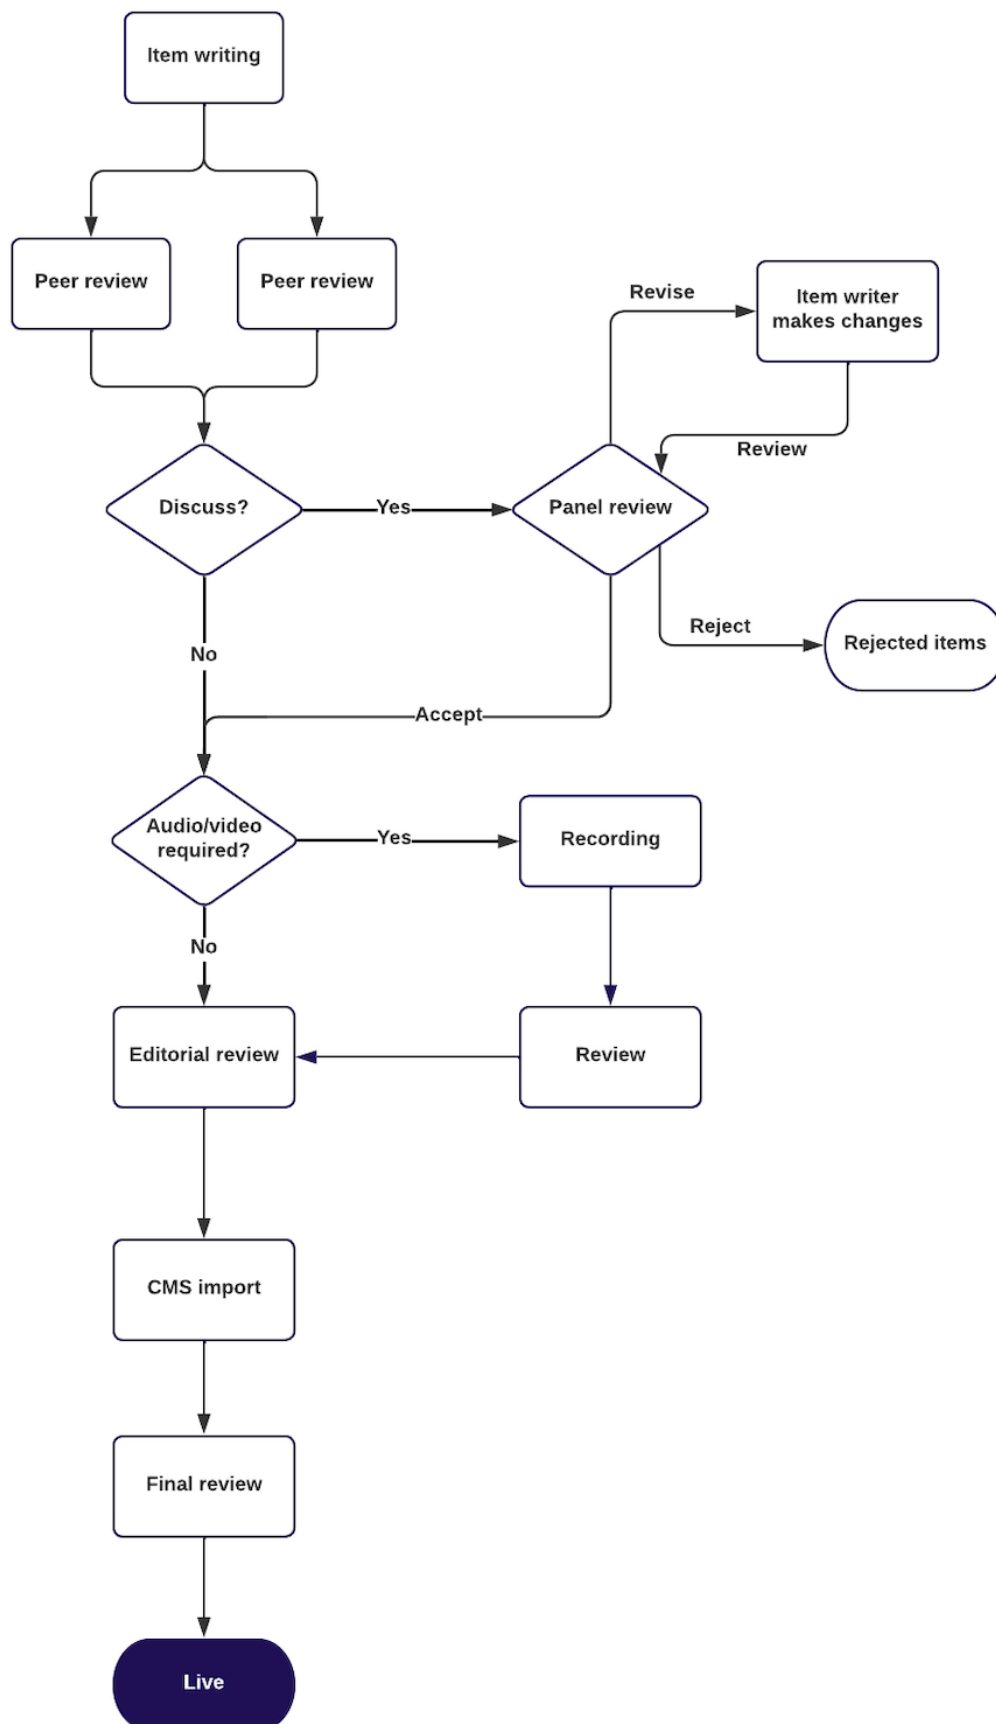 Item writing
Peer review
Peer review
Revise
Item writer
makes changes
Review
Discuss?
Yes
Panel review
No
Reject
Rejected items
Accept
Audio/video
required?
Yes
Recording
No
Editorial review
Review
CMS import
Final review
Live